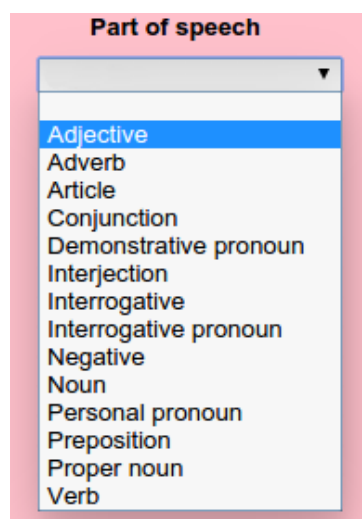 Part of speech
Adjective
Adverb
Article
Conjunction
Demonstrative pronoun
Interjection
Interrogative
Interrogative pronoun
Negative
Noun
Personal pronoun
Preposition
Proper noun
Verb